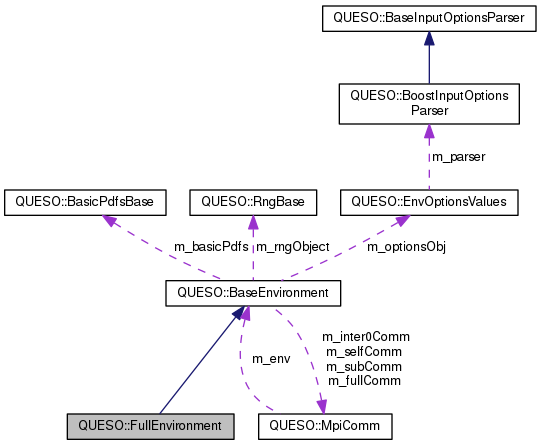 QUESO::BaseInputOptionsParser
QUESO::BoostInputOptions
Parser
m_parser
QUESO::BasicPdfsBase
QUESO::RngBase
QUESO::EnvOptionsValues
m_basicPdfs
m_rngObject
m_optionsObj
QUESO::BaseEnvironment
m_inter0Comm
m_selfComm
m_subComm
m_fullComm
m_env
QUESO::FullEnvironment
QUESO::MpiComm